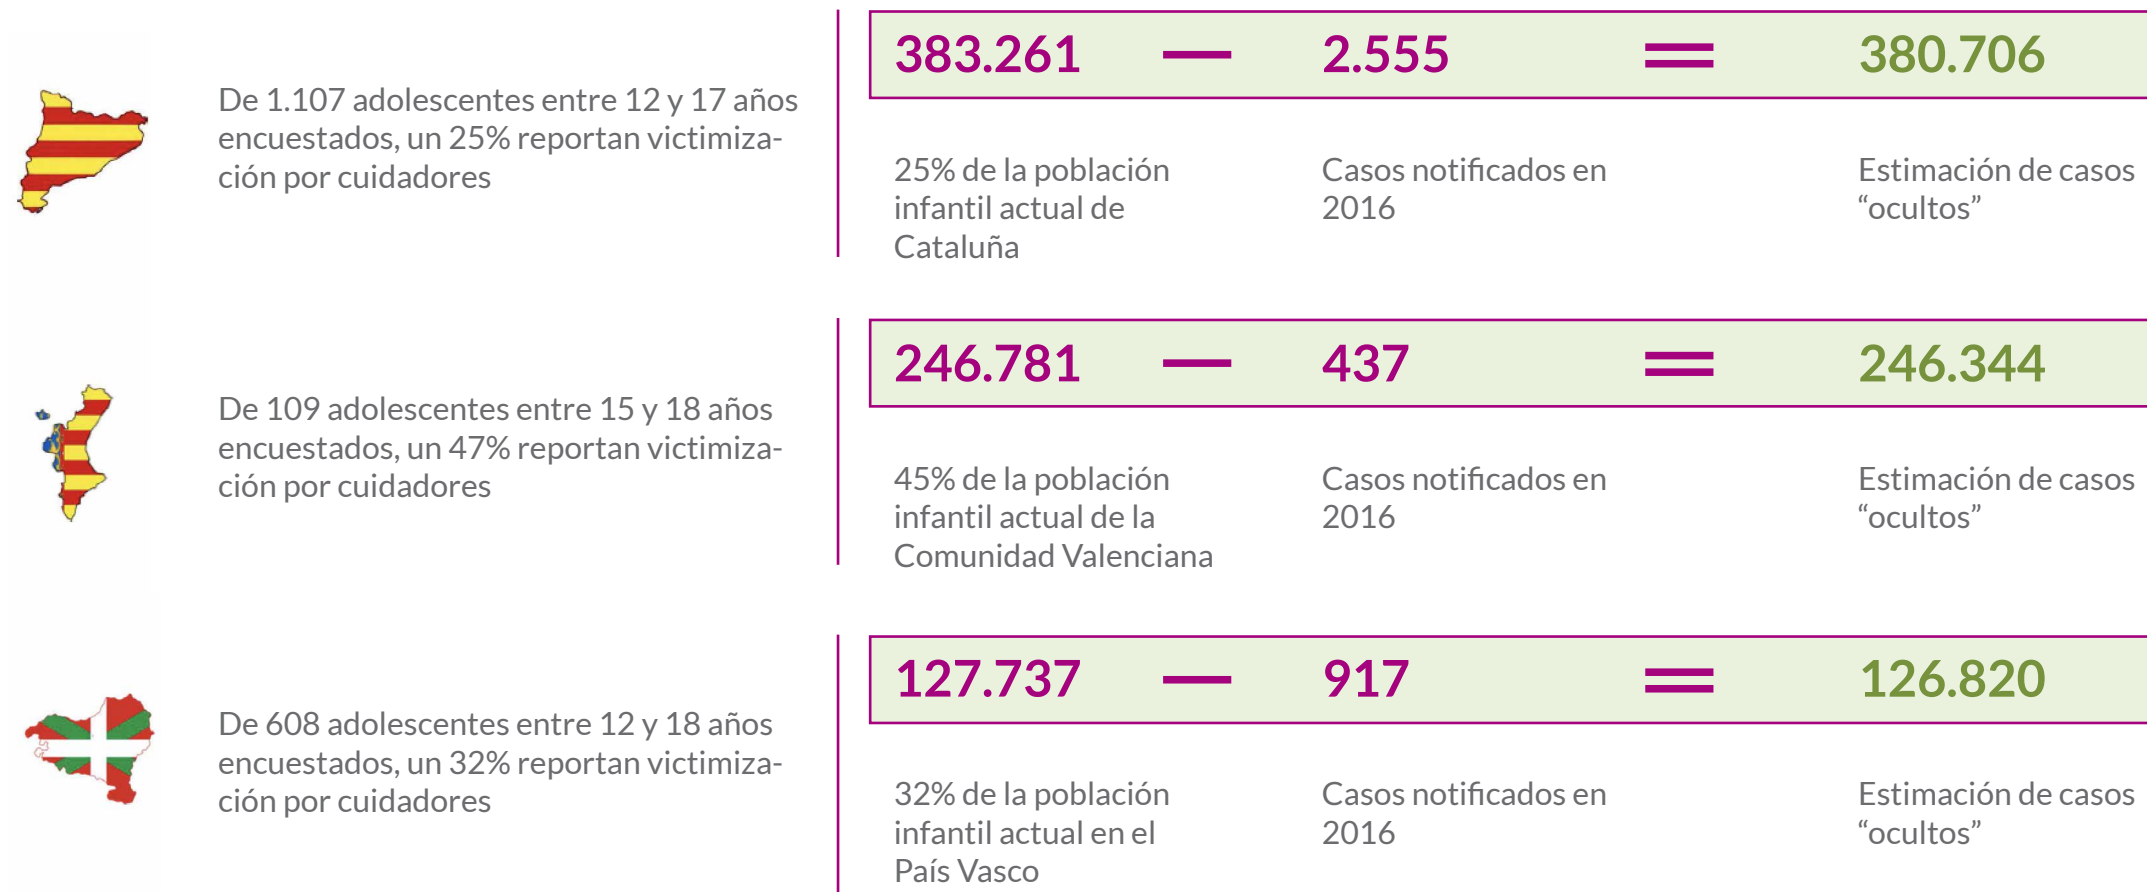 De 1.107 adolescentes entre 12 y 17 años
encuestados, un 25% reportan victimiza-
ción por cuidadores
383.261 — 2.555 = 380.706
25% de la población
infantil actual de
Cataluña
Casos notificados en
2016
Estimación de casos
“ocultos”
De 109 adolescentes entre 15 y 18 años
encuestados, un 47% reportan victimiza-
ción por cuidadores
246.781 — 437 = 246.344
45% de la población
infantil actual de la
Comunidad Valenciana
Casos notificados en
2016
Estimación de casos
“ocultos”
De 608 adolescentes entre 12 y 18 años
encuestados, un 32% reportan victimiza-
ción por cuidadores
127.737 — 917 = 126.820
32% de la población
infantil actual en el
País Vasco
Casos notificados en
2016
Estimación de casos
“ocultos”